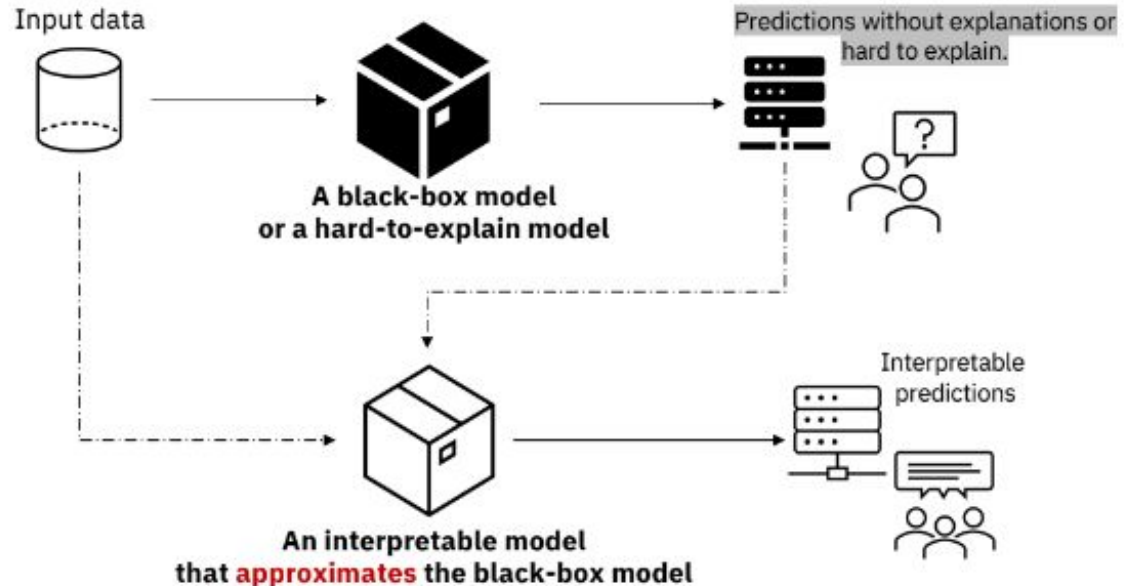 Input data
Predictions without explanations or
hard to explain.
?
A black-box model
or a hard-to-explain model
Interpretable
predictions
An interpretable model
that approximates the black-box model